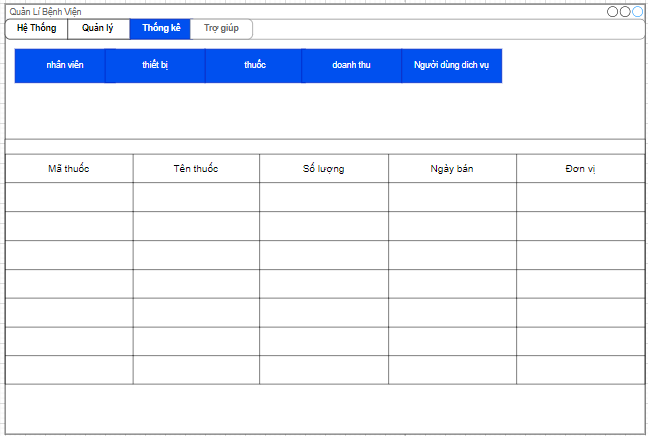 Quản Lí Bệnh Viện
Hệ Thống Quản lý Thống kê Trợ giúp
nhân viên thiết bị thuốc doanh thu Người dùng dich vụ
Mã thuốc Tên thuốc Số lượng Ngày bán Đơn vị